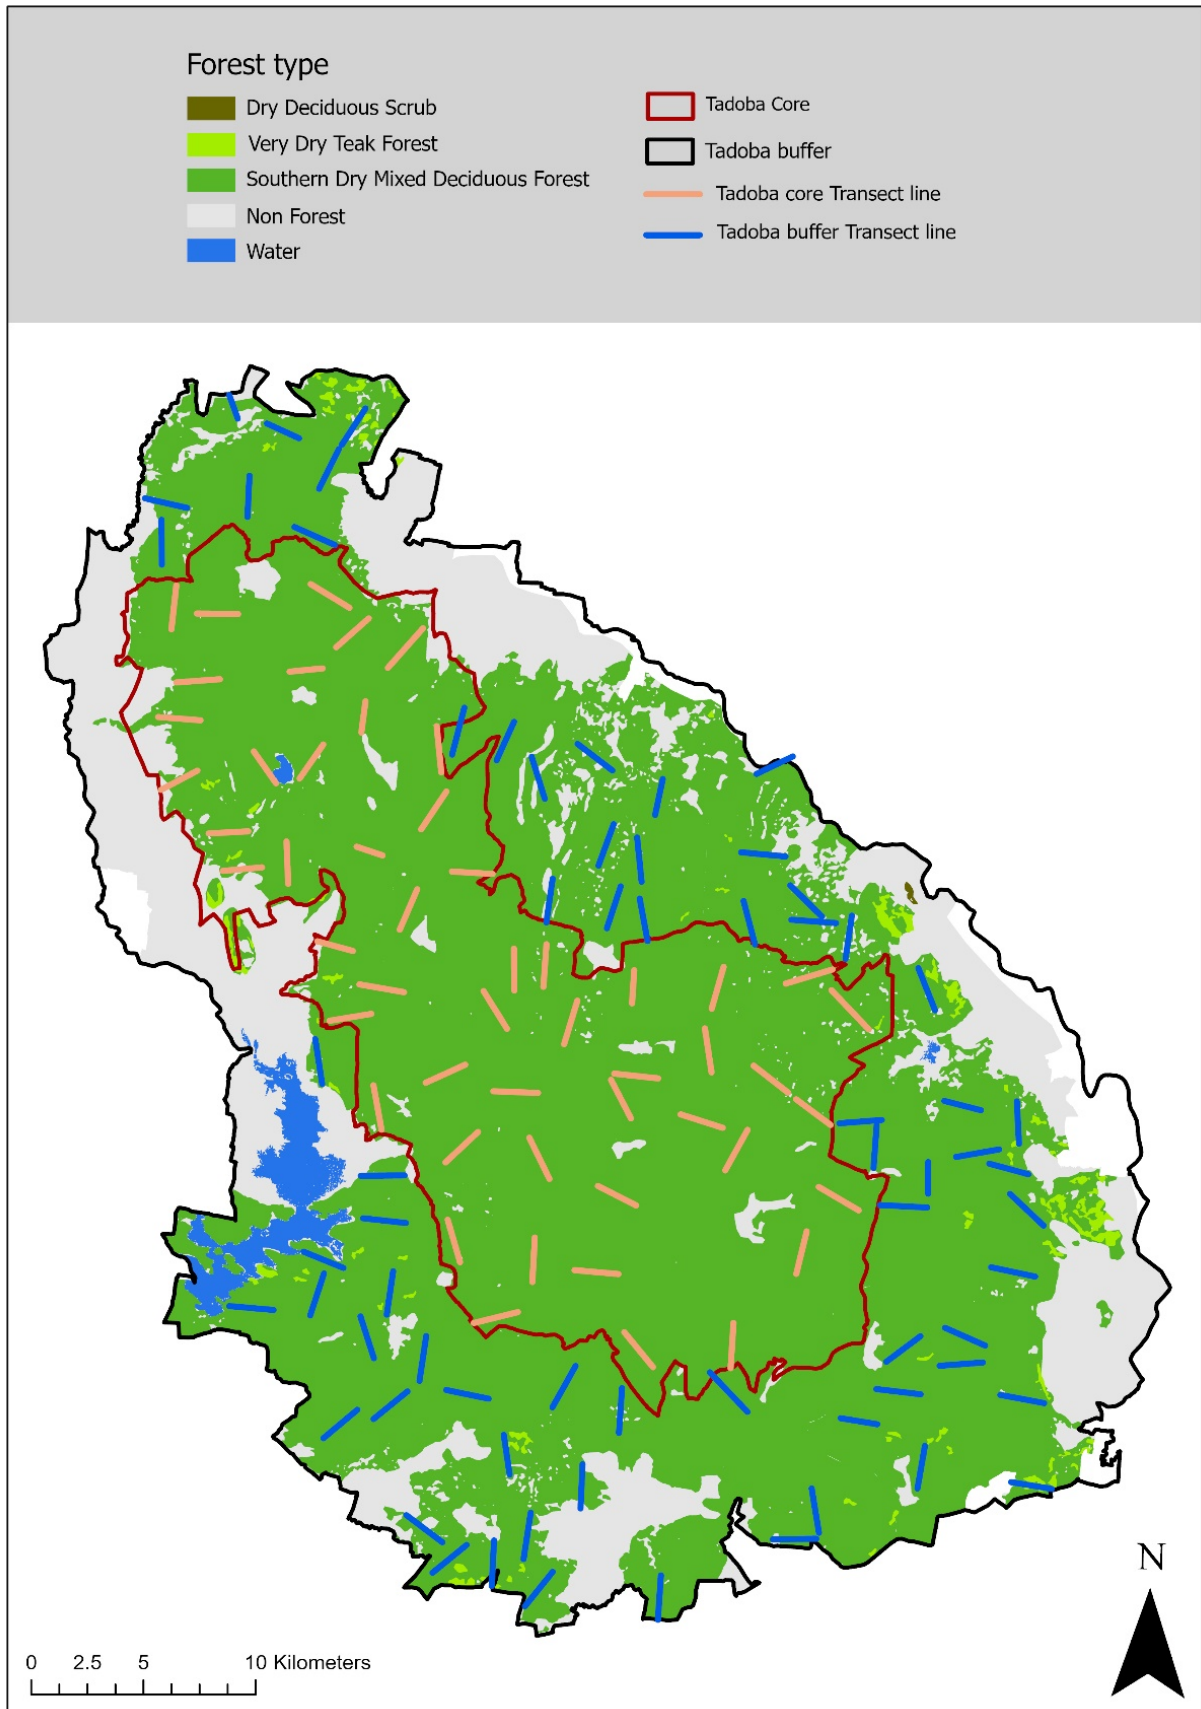 Forest type
Dry Deciduous Scrub
Very Dry Teak Forest
Southern Dry Mixed Deciduous Forest
Non Forest
Water
Tadoba Core
Tadoba buffer
Tadoba core Transect line
Tadoba buffer Transect line
N
0 2.5 5 10 Kilometers